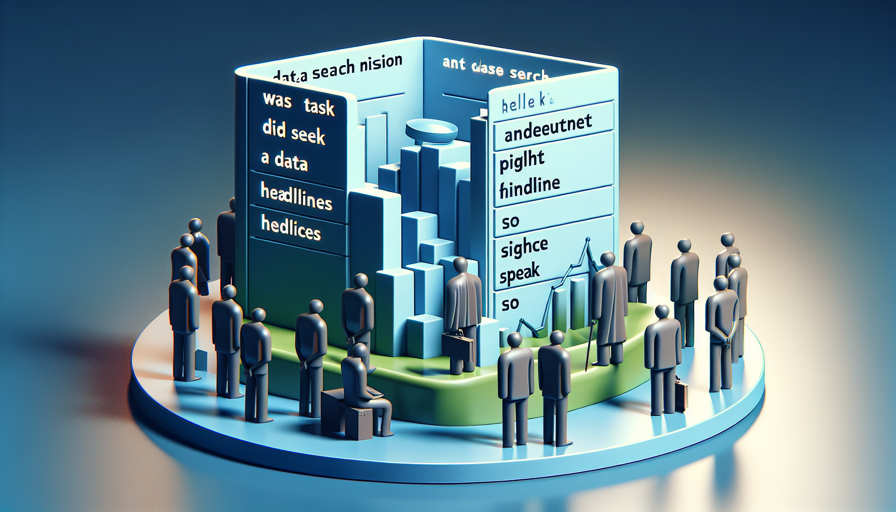 data seach nision
ant dase serch
was task
did seek
a data
headlines
hedlices
helle k
andeeutnet
piglht
hindline
so
sighce
speak
so